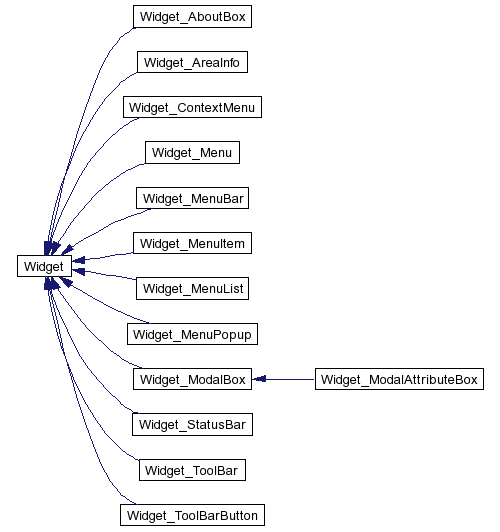 Widget_AboutBox
Widget_AreaInfo
Widget_ContextMenu
Widget_Menu
Widget_MenuBar
Widget_MenuItem
Widget
Widget_MenuList
Widget_MenuPopup
Widget_ModalBox
Widget_ModalAttributeBox
Widget_StatusBar
Widget_ToolBar
Widget_ToolBarButton